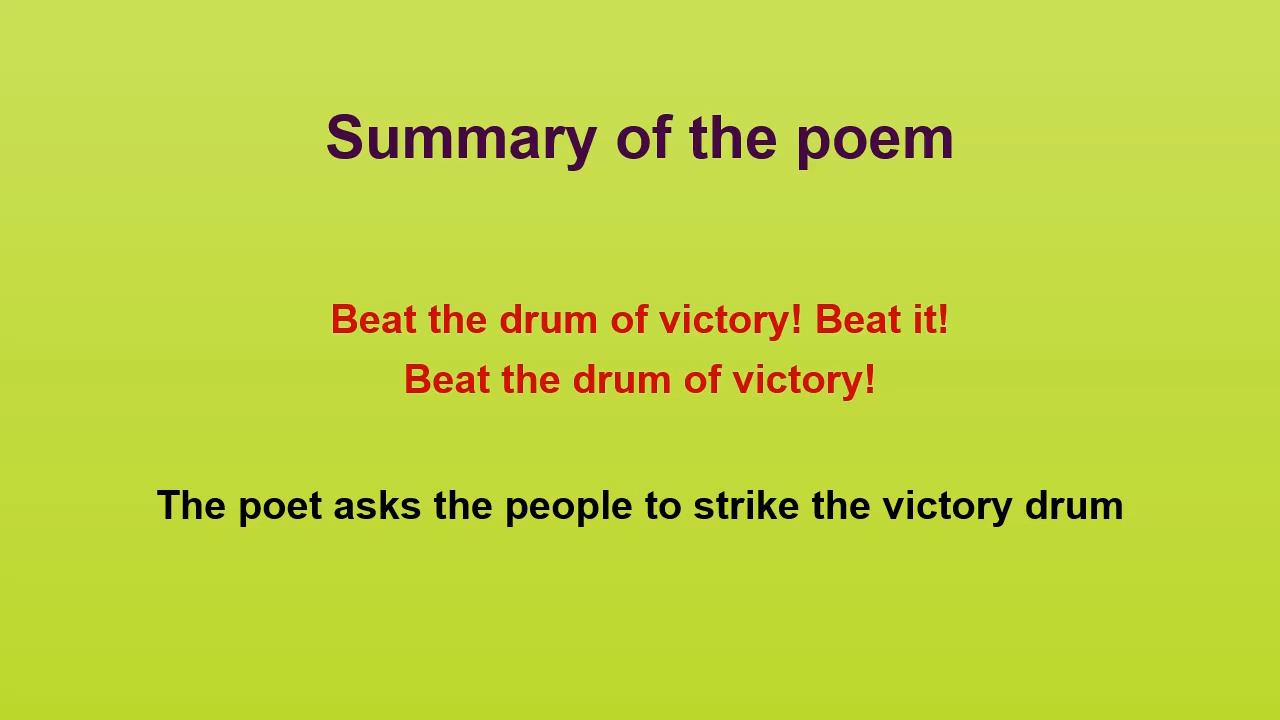 Summary of the poem
Beat the drum of victory! Beat it!
Beat the drum of victory!
The poet asks the people to strike the victory drum